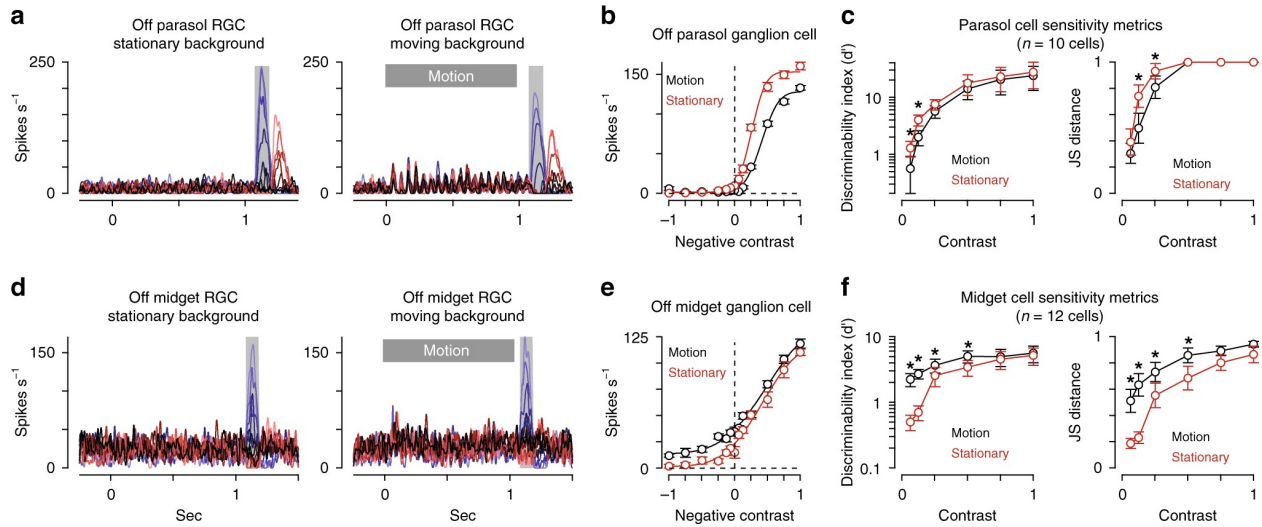 a
Off parasol RGC
stationary background
250
Spikes s⁻¹
0
0
1
Off parasol RGC
moving background
250
Motion
0
0
1
b
Off parasol ganglion cell
150
Motion
Stationary
Spikes s⁻¹
0
−1
0
1
Negative contrast
c
Parasol cell sensitivity metrics
(n = 10 cells)
Discriminability index (d')
10
1
* *
Motion
Stationary
0
1
Contrast
JS distance
1
0
* *
Motion
Stationary
0
1
Contrast
d
Off midget RGC
stationary background
150
Spikes s⁻¹
0
0
1
Sec
Off midget RGC
moving background
150
Motion
0
0
1
Sec
e
Off midget ganglion cell
125
Motion
Stationary
Spikes s⁻¹
0
−1
0
1
Negative contrast
f
Midget cell sensitivity metrics
(n = 12 cells)
Discriminability index (d')
10
1
0.1
* * * *
Motion
Stationary
0
1
Contrast
JS distance
1
0
* * * *
Motion
Stationary
0
1
Contrast